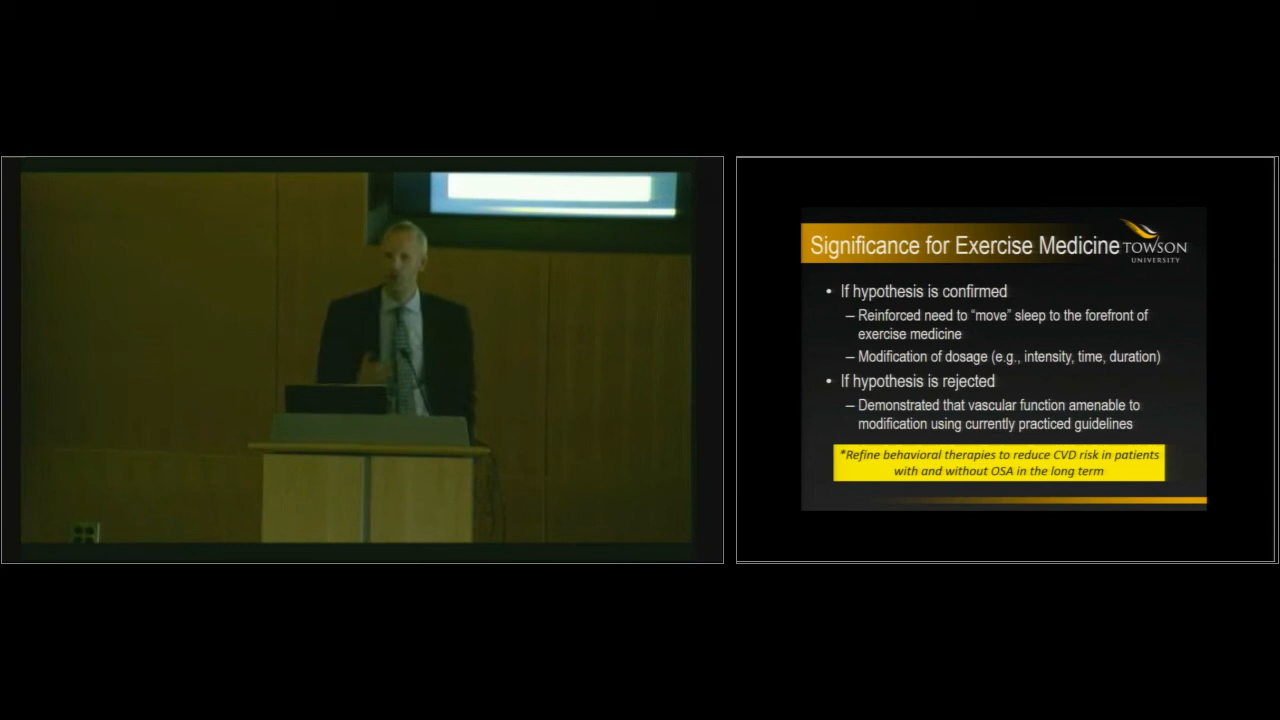 Significance for Exercise Medicine
TOWSON
UNIVERSITY
• If hypothesis is confirmed
– Reinforced need to “move” sleep to the forefront of
exercise medicine
– Modification of dosage (e.g., intensity, time, duration)
• If hypothesis is rejected
– Demonstrated that vascular function amenable to
modification using currently practiced guidelines
*Refine behavioral therapies to reduce CVD risk in patients
with and without OSA in the long term